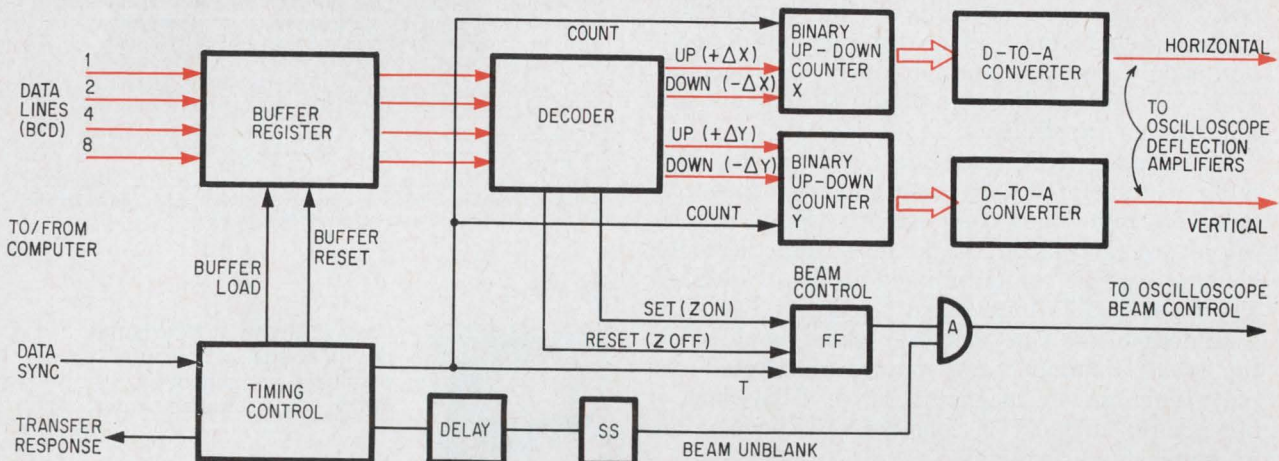 COUNT
BINARY
UP-DOWN
COUNTER
X
D-TO-A
CONVERTER
HORIZONTAL
DATA
LINES
(BCD)
1
2
4
8
BUFFER
REGISTER
DECODER
UP (+ΔX)
DOWN (-ΔX)
UP (+ΔY)
DOWN (-ΔY)
TO
OSCILLOSCOPE
DEFLECTION
AMPLIFIERS
BINARY
UP-DOWN
COUNTER
Y
D-TO-A
CONVERTER
COUNT
VERTICAL
TO/FROM
COMPUTER
BUFFER
LOAD
BUFFER
RESET
BEAM
CONTROL
TO OSCILLOSCOPE
BEAM CONTROL
SET (Z ON)
RESET (Z OFF)
FF
A
T
DATA
SYNC
TIMING
CONTROL
TRANSFER
RESPONSE
DELAY
SS
BEAM UNBLANK